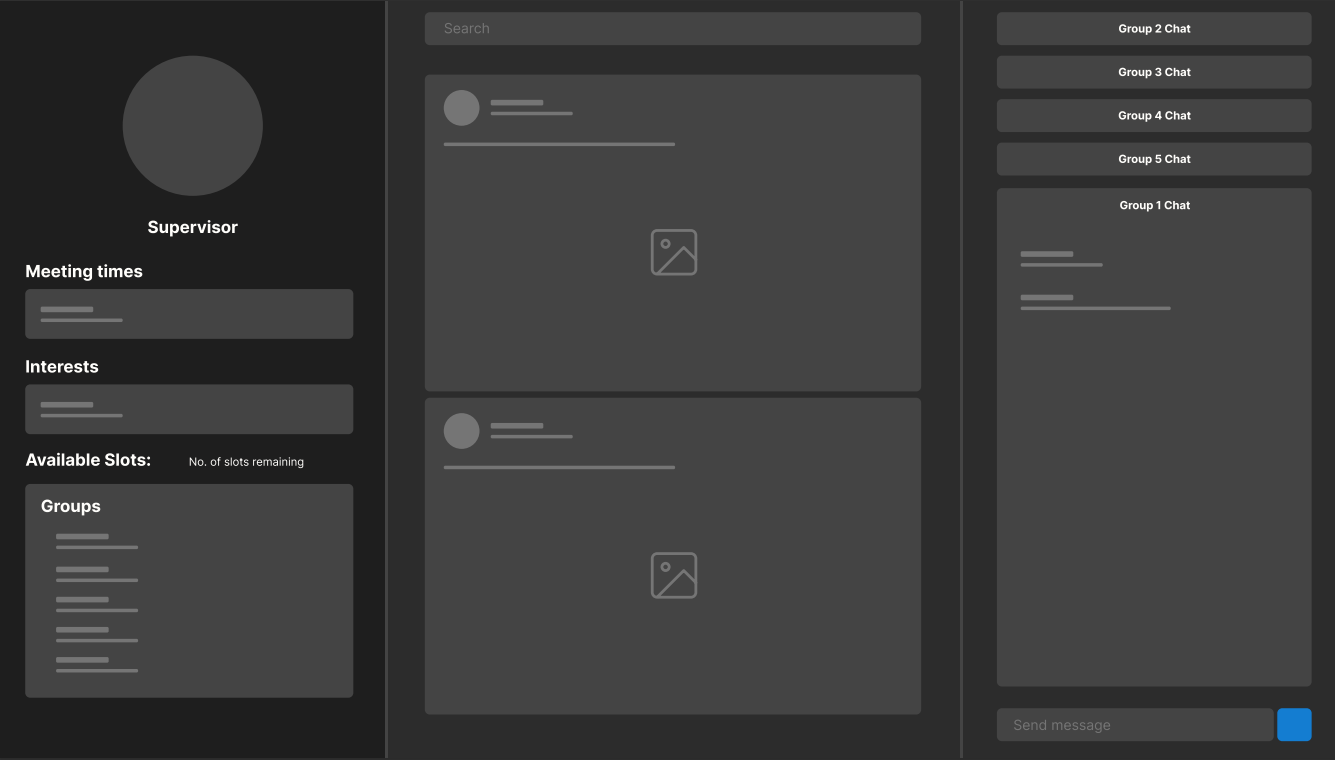 Supervisor
Meeting times
Interests
Available Slots: No. of slots remaining
Groups
Search
Group 2 Chat
Group 3 Chat
Group 4 Chat
Group 5 Chat
Group 1 Chat
Send message